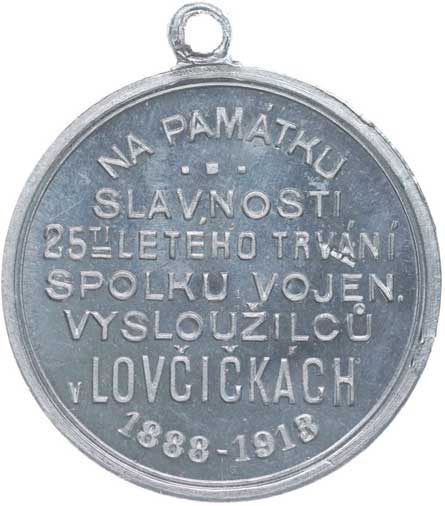 NA PAMÁTKU
SLAVNOSTI
25TI LETÉHO TRVÁNÍ
SPOLKU VOJEN.
VYSLOUŽILCŮ
v LOVČIČKÁCH
1888-1913